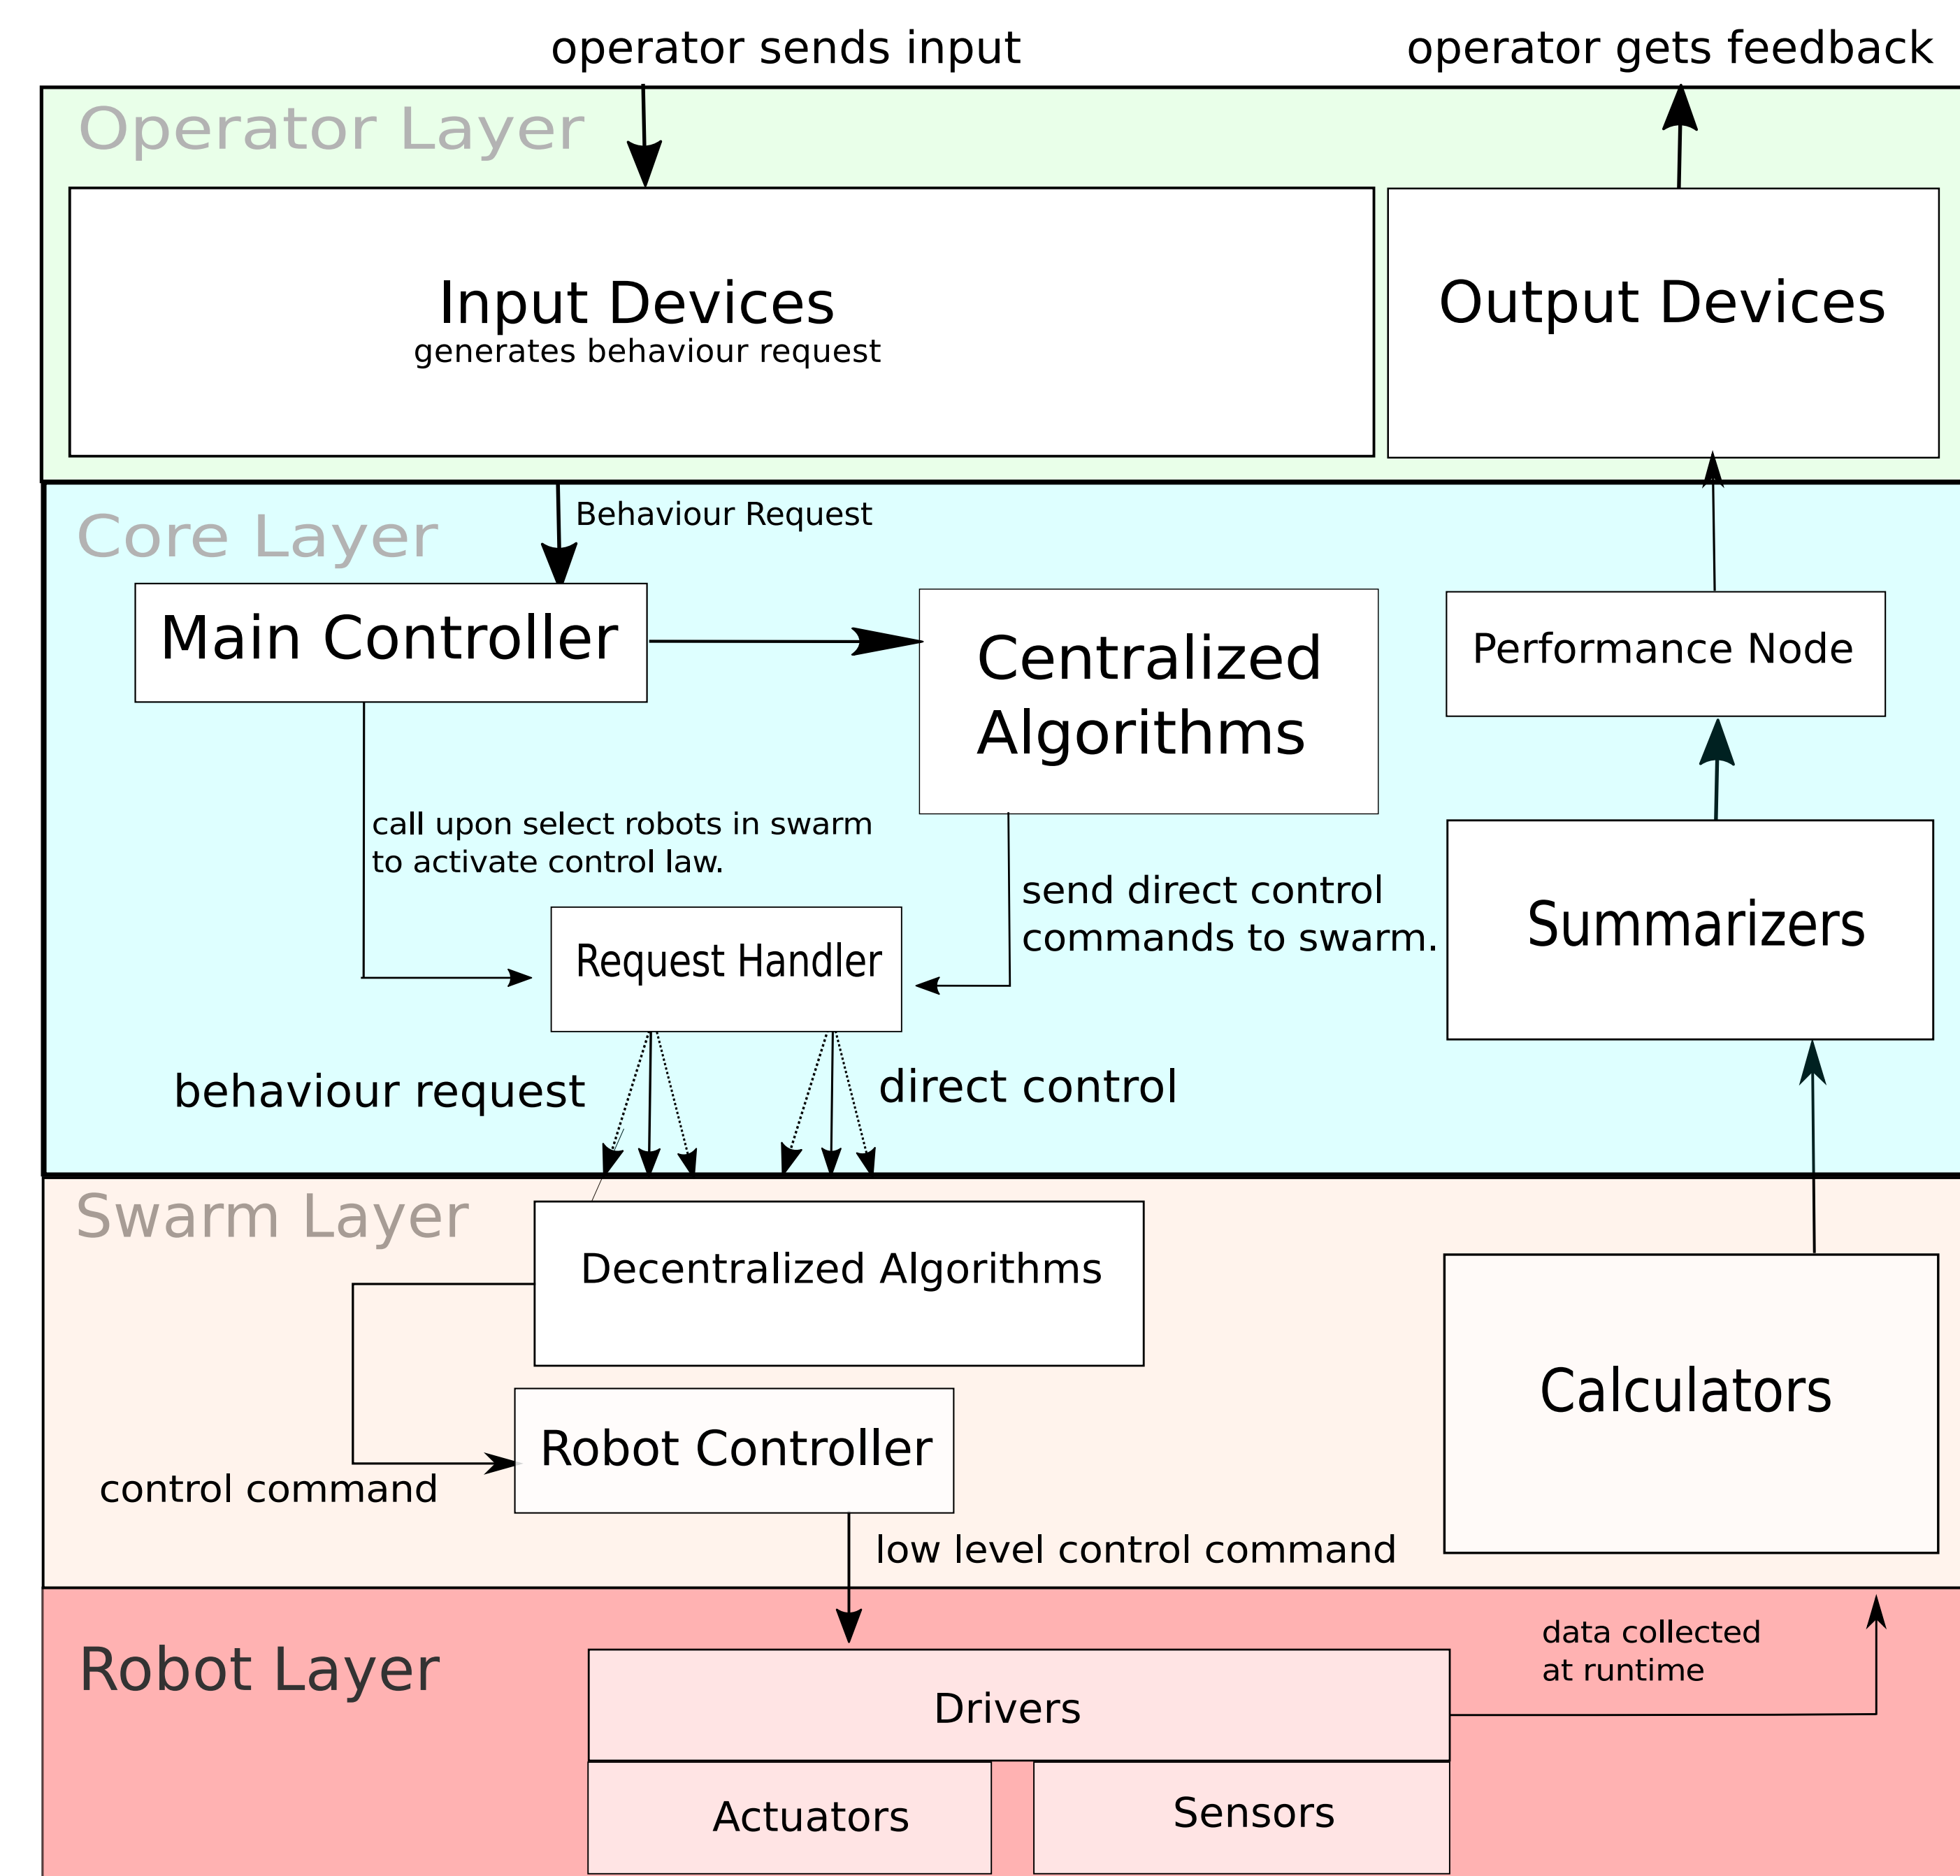 operator sends input
operator gets feedback
Operator Layer
Input Devices
generates behaviour request
Output Devices
Behaviour Request
Core Layer
Main Controller
Centralized
Algorithms
Performance Node
call upon select robots in swarm
to activate control law.
send direct control
commands to swarm.
Summarizers
Request Handler
behaviour request
direct control
Swarm Layer
Decentralized Algorithms
Calculators
Robot Controller
control command
low level control command
Robot Layer
data collected
at runtime
Drivers
Actuators
Sensors